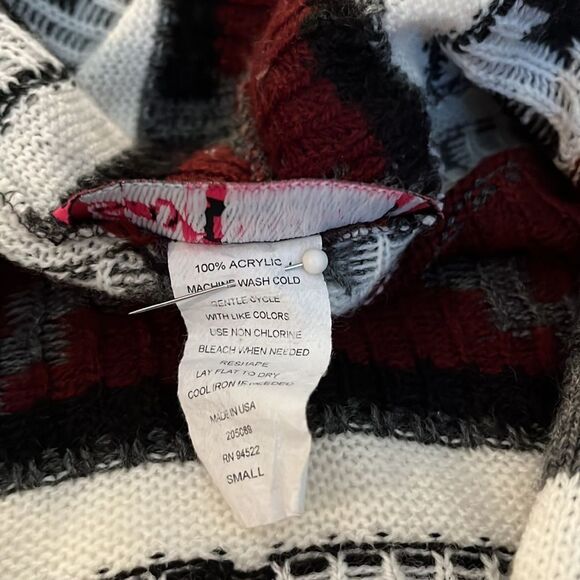 100% ACRYLIC
MACHINE WASH COLD
GENTLE CYCLE
WITH LIKE COLORS
USE NON CHLORINE
BLEACH WHEN NEEDED
RESHAPE
LAY FLAT TO DRY
COOL IRON IF NEEDED
MADE IN USA
205C89
RN 94522
SMALL